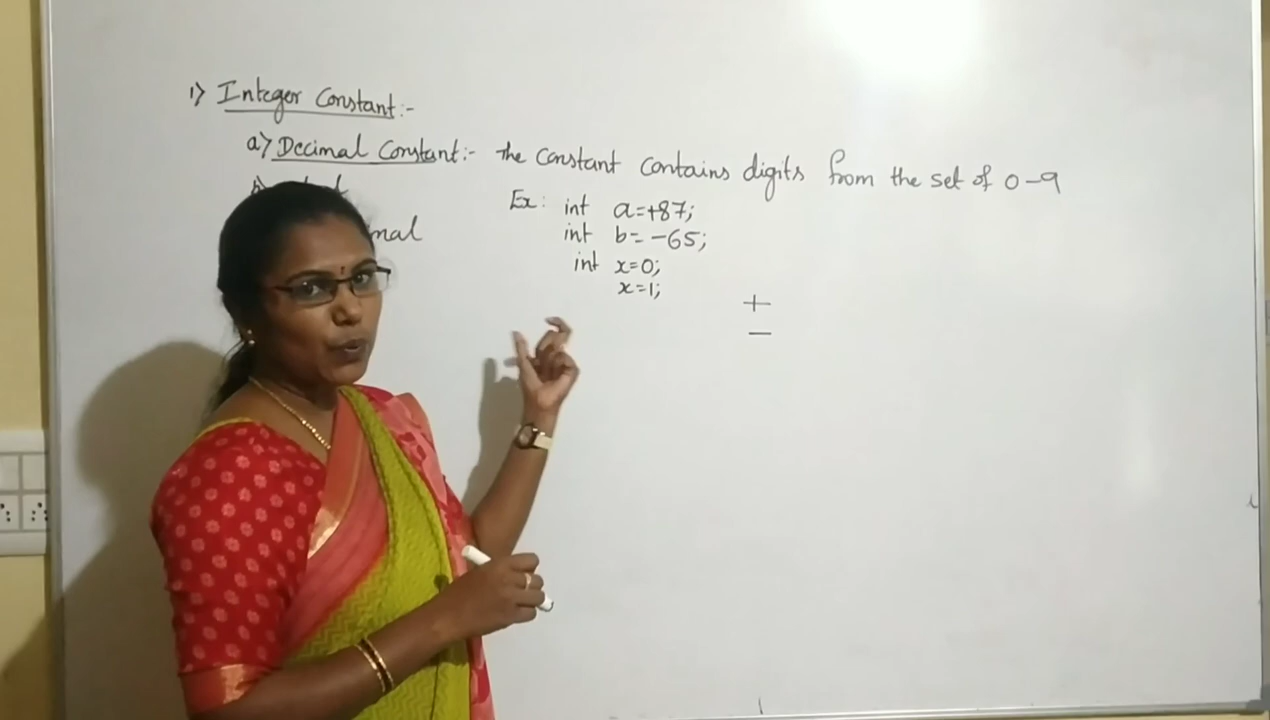 1) Integer Constant:-
a) Decimal Constant:- The Constant Contains digits from the set of 0-9
Ex: int a=+87;
int b=-65;
int x=0;
x=1;
+
-